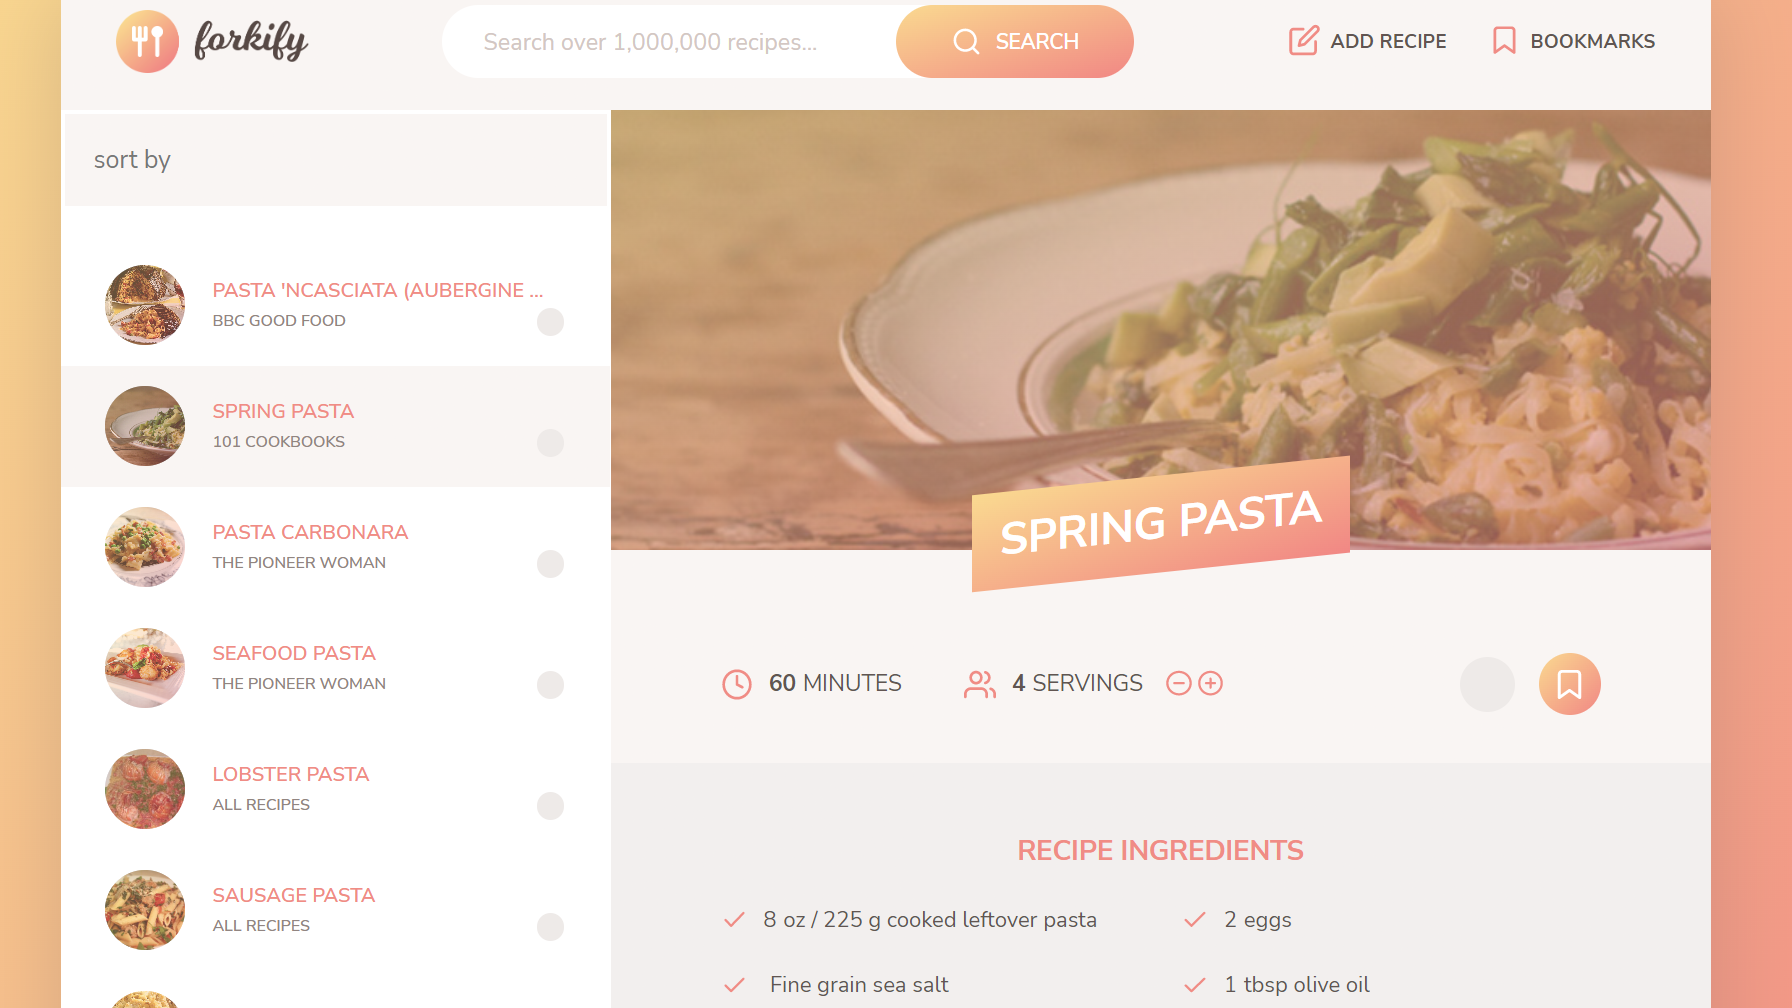 forkify
Search over 1,000,000 recipes...
SEARCH
ADD RECIPE
BOOKMARKS
sort by
PASTA 'NCASCIATA (AUBERGINE ...
BBC GOOD FOOD
SPRING PASTA
101 COOKBOOKS
PASTA CARBONARA
THE PIONEER WOMAN
SEAFOOD PASTA
THE PIONEER WOMAN
LOBSTER PASTA
ALL RECIPES
SAUSAGE PASTA
ALL RECIPES
SPRING PASTA
60 MINUTES
4 SERVINGS
RECIPE INGREDIENTS
8 oz / 225 g cooked leftover pasta
2 eggs
Fine grain sea salt
1 tbsp olive oil